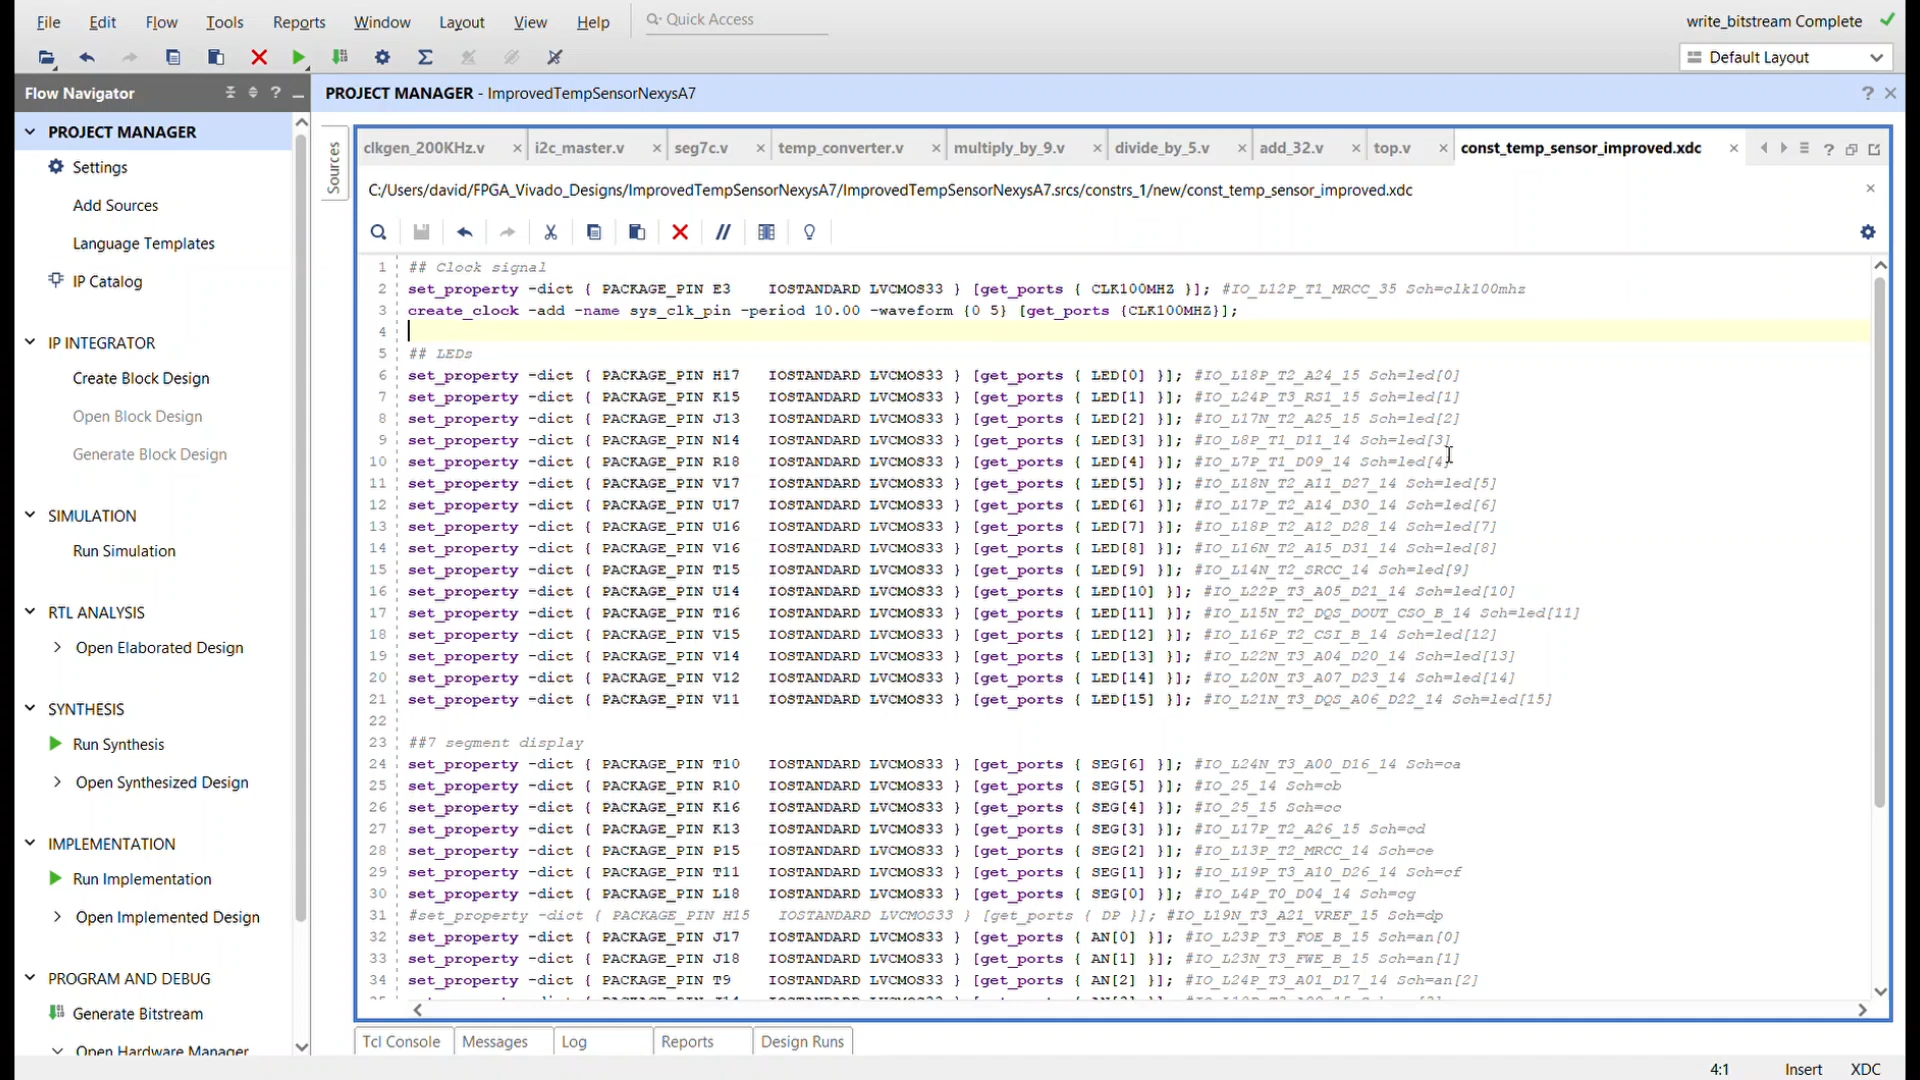 File Edit Flow Tools Reports Window Layout View Help Quick Access write_bitstream Complete
Default Layout
Flow Navigator
PROJECT MANAGER - ImprovedTempSensorNexysA7
PROJECT MANAGER
Settings
Add Sources
Language Templates
IP Catalog
IP INTEGRATOR
Create Block Design
Open Block Design
Generate Block Design
SIMULATION
Run Simulation
RTL ANALYSIS
Open Elaborated Design
SYNTHESIS
Run Synthesis
Open Synthesized Design
IMPLEMENTATION
Run Implementation
Open Implemented Design
PROGRAM AND DEBUG
Generate Bitstream
Open Hardware Manager
Sources
clkgen_200KHz.v i2c_master.v seg7c.v temp_converter.v multiply_by_9.v divide_by_5.v add_32.v top.v const_temp_sensor_improved.xdc
C:/Users/david/FPGA_Vivado_Designs/ImprovedTempSensorNexysA7/ImprovedTempSensorNexysA7.srcs/constrs_1/new/const_temp_sensor_improved.xdc
1 ## Clock signal
2 set_property -dict { PACKAGE_PIN E3 IOSTANDARD LVCMOS33 } [get_ports { CLK100MHZ }]; #IO_L12P_T1_MRCC_35 Sch=clk100mhz
3 create_clock -add -name sys_clk_pin -period 10.00 -waveform {0 5} [get_ports {CLK100MHZ}];
4
5 ## LEDs
6 set_property -dict { PACKAGE_PIN H17 IOSTANDARD LVCMOS33 } [get_ports { LED[0] }]; #IO_L18P_T2_A24_15 Sch=led[0]
7 set_property -dict { PACKAGE_PIN K15 IOSTANDARD LVCMOS33 } [get_ports { LED[1] }]; #IO_L24P_T3_RS1_15 Sch=led[1]
8 set_property -dict { PACKAGE_PIN J13 IOSTANDARD LVCMOS33 } [get_ports { LED[2] }]; #IO_L17N_T2_A25_15 Sch=led[2]
9 set_property -dict { PACKAGE_PIN N14 IOSTANDARD LVCMOS33 } [get_ports { LED[3] }]; #IO_L8P_T1_D11_14 Sch=led[3]
10 set_property -dict { PACKAGE_PIN R18 IOSTANDARD LVCMOS33 } [get_ports { LED[4] }]; #IO_L7P_T1_D09_14 Sch=led[4]
11 set_property -dict { PACKAGE_PIN V17 IOSTANDARD LVCMOS33 } [get_ports { LED[5] }]; #IO_L18N_T2_A11_D27_14 Sch=led[5]
12 set_property -dict { PACKAGE_PIN U17 IOSTANDARD LVCMOS33 } [get_ports { LED[6] }]; #IO_L17P_T2_A14_D30_14 Sch=led[6]
13 set_property -dict { PACKAGE_PIN U16 IOSTANDARD LVCMOS33 } [get_ports { LED[7] }]; #IO_L18P_T2_A12_D28_14 Sch=led[7]
14 set_property -dict { PACKAGE_PIN V16 IOSTANDARD LVCMOS33 } [get_ports { LED[8] }]; #IO_L16N_T2_A15_D31_14 Sch=led[8]
15 set_property -dict { PACKAGE_PIN T15 IOSTANDARD LVCMOS33 } [get_ports { LED[9] }]; #IO_L14N_T2_SRCC_14 Sch=led[9]
16 set_property -dict { PACKAGE_PIN U14 IOSTANDARD LVCMOS33 } [get_ports { LED[10] }]; #IO_L22P_T3_A05_D21_14 Sch=led[10]
17 set_property -dict { PACKAGE_PIN T16 IOSTANDARD LVCMOS33 } [get_ports { LED[11] }]; #IO_L15N_T2_DQS_DOUT_CSO_B_14 Sch=led[11]
18 set_property -dict { PACKAGE_PIN V15 IOSTANDARD LVCMOS33 } [get_ports { LED[12] }]; #IO_L16P_T2_CSI_B_14 Sch=led[12]
19 set_property -dict { PACKAGE_PIN V14 IOSTANDARD LVCMOS33 } [get_ports { LED[13] }]; #IO_L22N_T3_A04_D20_14 Sch=led[13]
20 set_property -dict { PACKAGE_PIN V12 IOSTANDARD LVCMOS33 } [get_ports { LED[14] }]; #IO_L20N_T3_A07_D23_14 Sch=led[14]
21 set_property -dict { PACKAGE_PIN V11 IOSTANDARD LVCMOS33 } [get_ports { LED[15] }]; #IO_L21N_T3_DQS_A06_D22_14 Sch=led[15]
22
23 ##7 segment display
24 set_property -dict { PACKAGE_PIN T10 IOSTANDARD LVCMOS33 } [get_ports { SEG[6] }]; #IO_L24N_T3_A00_D16_14 Sch=ca
25 set_property -dict { PACKAGE_PIN R10 IOSTANDARD LVCMOS33 } [get_ports { SEG[5] }]; #IO_25_14 Sch=cb
26 set_property -dict { PACKAGE_PIN K16 IOSTANDARD LVCMOS33 } [get_ports { SEG[4] }]; #IO_25_15 Sch=cc
27 set_property -dict { PACKAGE_PIN K13 IOSTANDARD LVCMOS33 } [get_ports { SEG[3] }]; #IO_L17P_T2_A26_15 Sch=cd
28 set_property -dict { PACKAGE_PIN P15 IOSTANDARD LVCMOS33 } [get_ports { SEG[2] }]; #IO_L13P_T2_MRCC_14 Sch=ce
29 set_property -dict { PACKAGE_PIN T11 IOSTANDARD LVCMOS33 } [get_ports { SEG[1] }]; #IO_L19P_T3_A10_D26_14 Sch=cf
30 set_property -dict { PACKAGE_PIN L18 IOSTANDARD LVCMOS33 } [get_ports { SEG[0] }]; #IO_L4P_T0_D04_14 Sch=cg
31 #set_property -dict { PACKAGE_PIN H15 IOSTANDARD LVCMOS33 } [get_ports { DP }]; #IO_L19N_T3_A21_VREF_15 Sch=dp
32 set_property -dict { PACKAGE_PIN J17 IOSTANDARD LVCMOS33 } [get_ports { AN[0] }]; #IO_L23P_T3_FOE_B_15 Sch=an[0]
33 set_property -dict { PACKAGE_PIN J18 IOSTANDARD LVCMOS33 } [get_ports { AN[1] }]; #IO_L23N_T3_FWE_B_15 Sch=an[1]
34 set_property -dict { PACKAGE_PIN T9 IOSTANDARD LVCMOS33 } [get_ports { AN[2] }]; #IO_L24P_T3_A01_D17_14 Sch=an[2]
Tcl Console Messages Log Reports Design Runs
4:1 Insert XDC